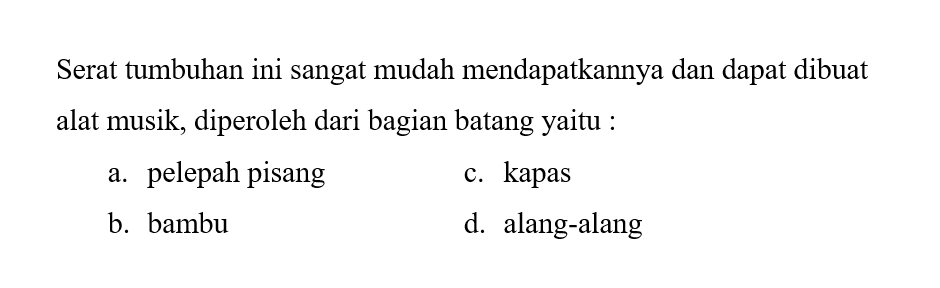 Serat tumbuhan ini sangat mudah mendapatkannya dan dapat dibuat
alat musik, diperoleh dari bagian batang yaitu :
a. pelepah pisang c. kapas
b. bambu d. alang-alang